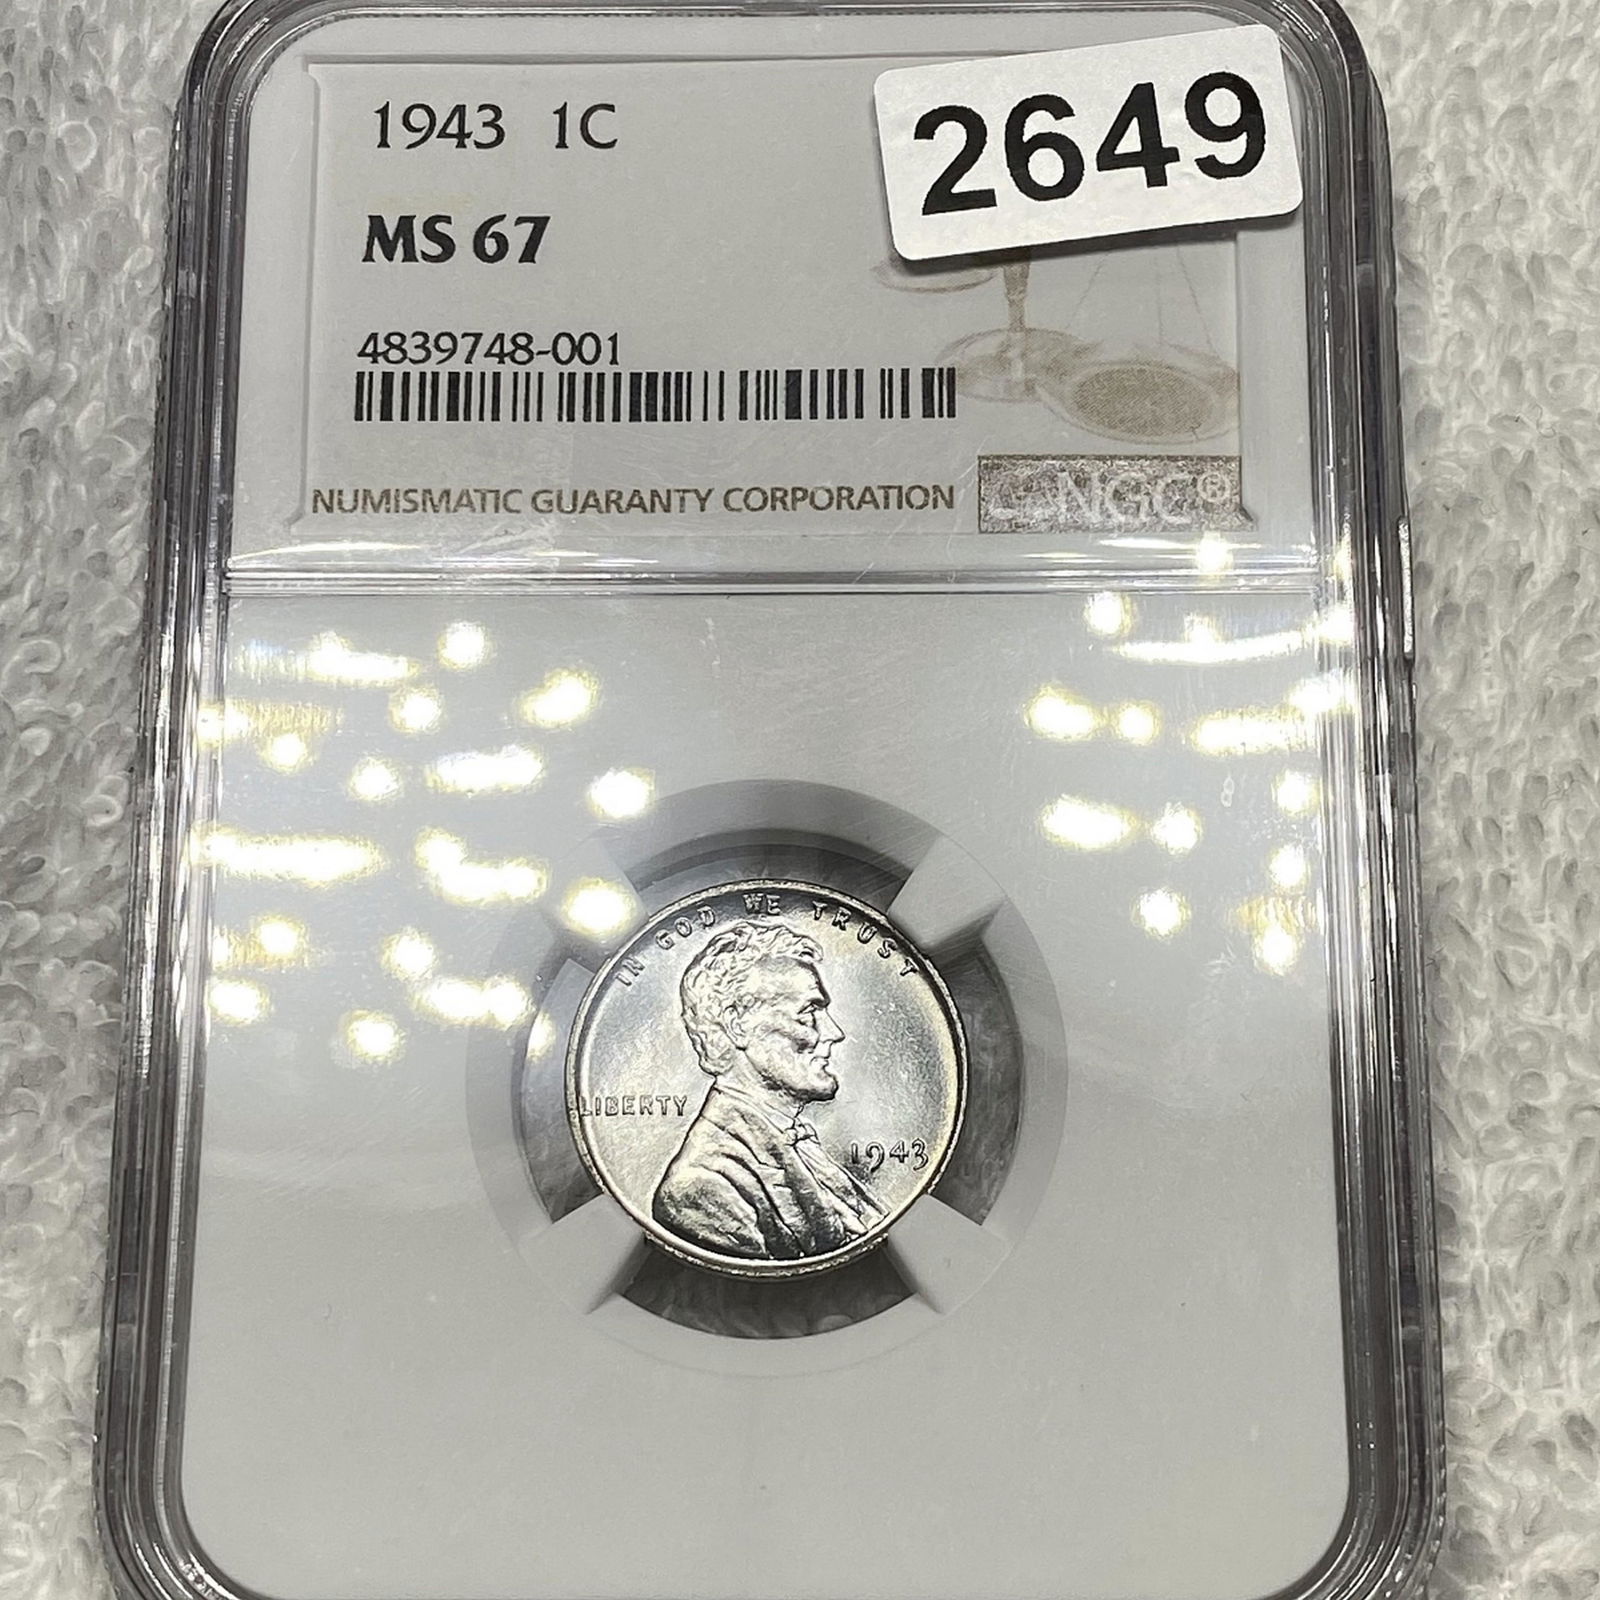 1943 1C
2649
MS 67
4839748-001
NUMISMATIC GUARANTY CORPORATION
NGC®
IN GOD WE TRUST
LIBERTY
1943